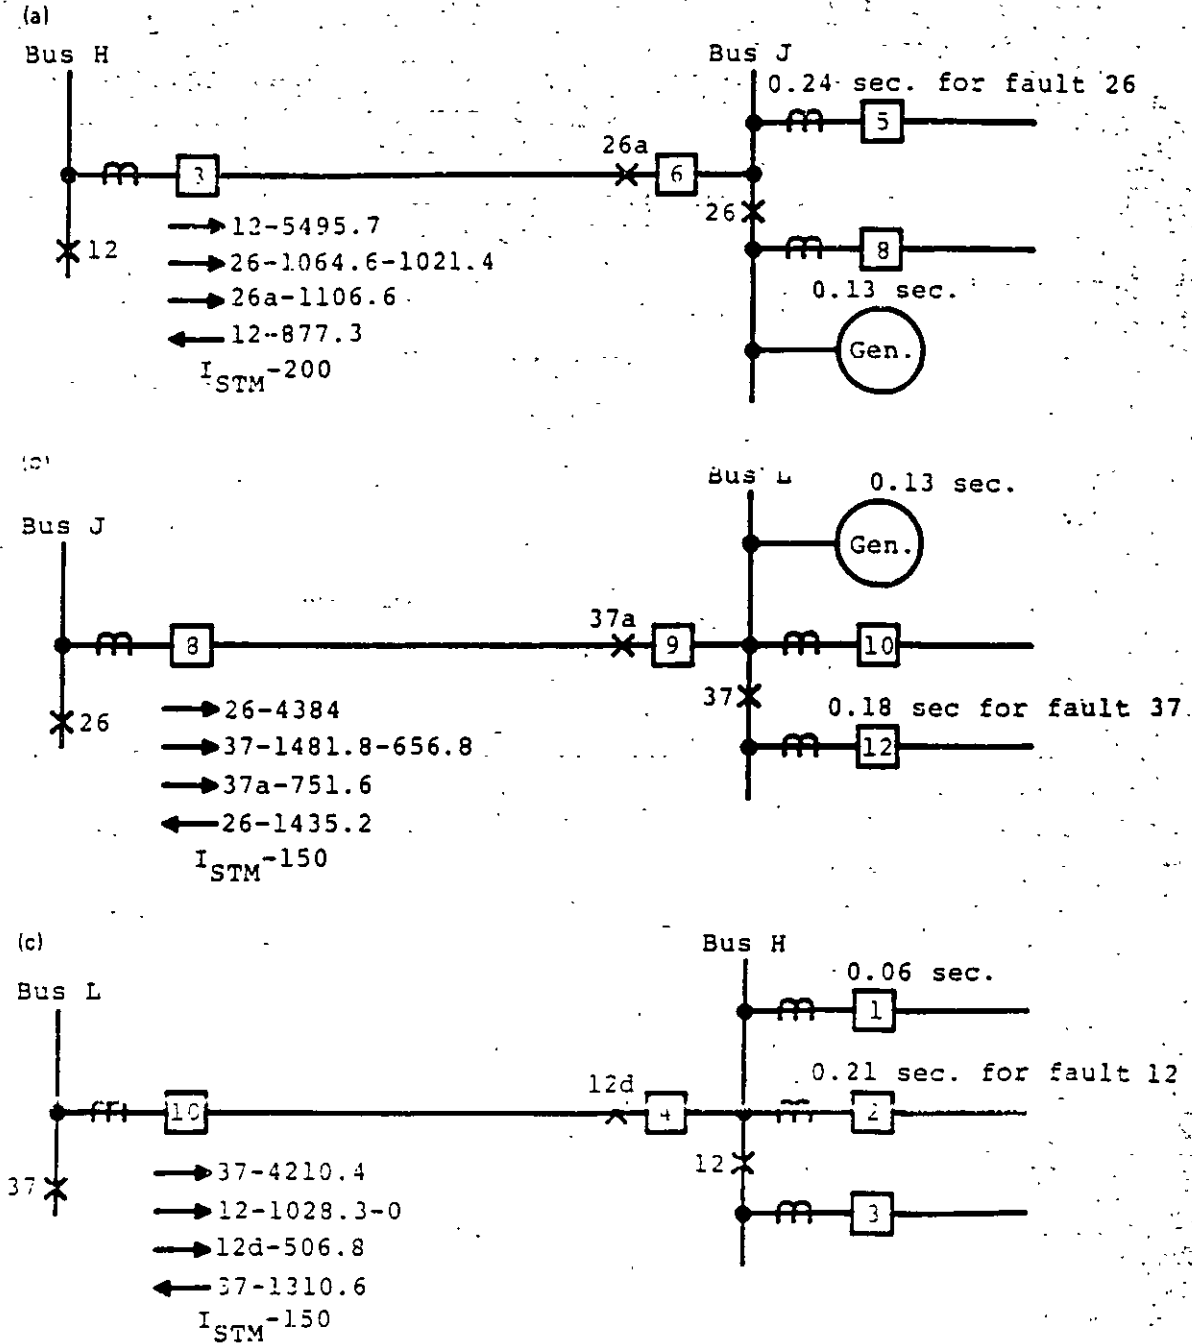 (a)
Bus H
Bus J
0.24 sec. for fault 26
5
26a
3
6
26
12
8
12-5495.7
26-1064.6-1021.4
26a-1106.6
12-877.3
I_STM-200
0.13 sec.
Gen.
Bus L
0.13 sec.
Bus J
Gen.
37a
8
9
10
37
0.18 sec for fault 37
26
12
26-4384
37-1481.8-656.8
37a-751.6
26-1435.2
I_STM-150
(c)
Bus H
Bus L
0.06 sec.
1
12d
0.21 sec. for fault 12
10
4
2
37
12
3
37-4210.4
12-1028.3-0
12d-506.8
37-1310.6
I_STM-150